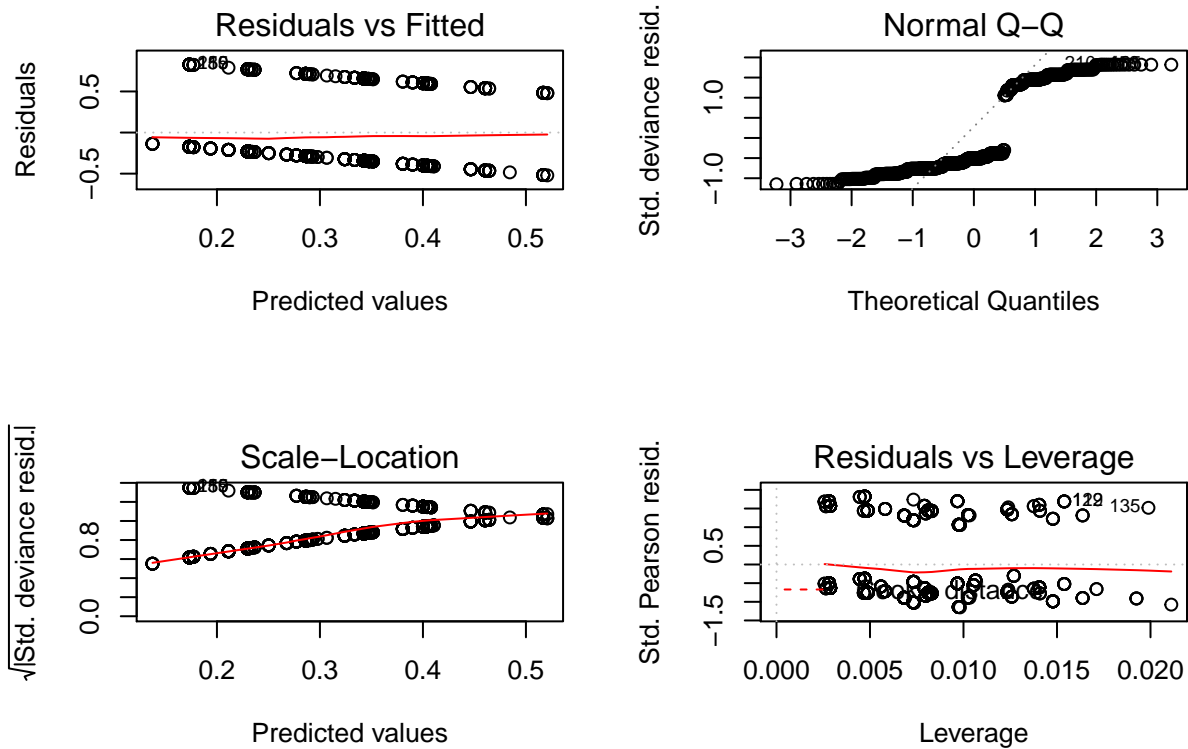 Residuals vs Fitted
Residuals
0.5
−0.5
0.2 0.3 0.4 0.5
Predicted values
Normal Q−Q
Std. deviance resid.
1.0
−1.0
−3 −2 −1 0 1 2 3
Theoretical Quantiles
Scale−Location
√|Std. deviance resid.|
0.8
0.0
0.2 0.3 0.4 0.5
Predicted values
Residuals vs Leverage
Std. Pearson resid.
0.5
−1.5
135
distance
0.000 0.005 0.010 0.015 0.020
Leverage